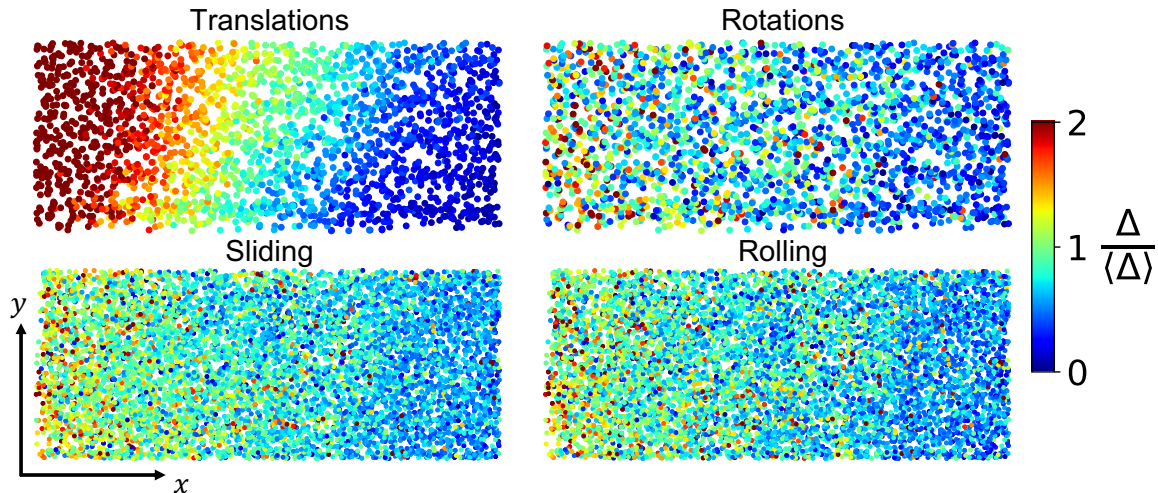 Translations
Rotations
Sliding
Rolling
y
x
2
1
0
Δ
⟨Δ⟩